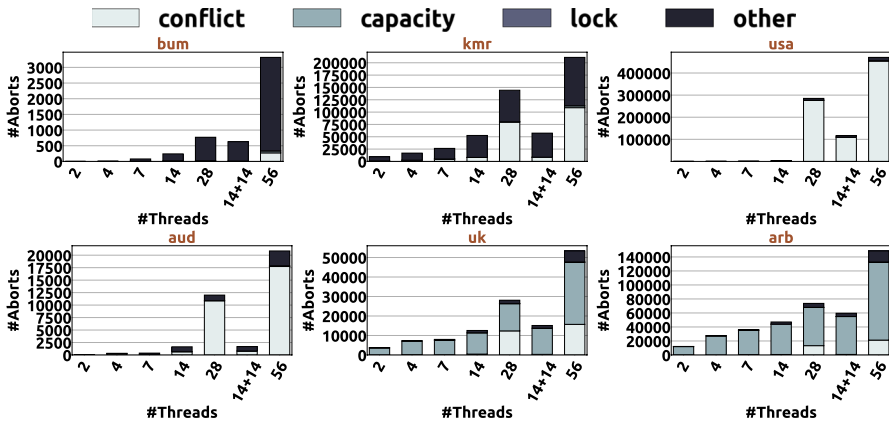 conflict capacity lock other
bum kmr usa
#Aborts
3000
2500
2000
1500
1000
500
0
2 4 7 14 28 14+14 56
#Threads
#Aborts
200000
175000
150000
125000
100000
75000
50000
25000
0
2 4 7 14 28 14+14 56
#Threads
#Aborts
400000
300000
200000
100000
2 4 7 14 28 14+14 56
#Threads
aud uk arb
#Aborts
20000
17500
15000
12500
10000
7500
5000
2500
0
2 4 7 14 28 14+14 56
#Threads
#Aborts
50000
40000
30000
20000
10000
0
2 4 7 14 28 14+14 56
#Threads
#Aborts
140000
120000
100000
80000
60000
40000
20000
0
2 4 7 14 28 14+14 56
#Threads